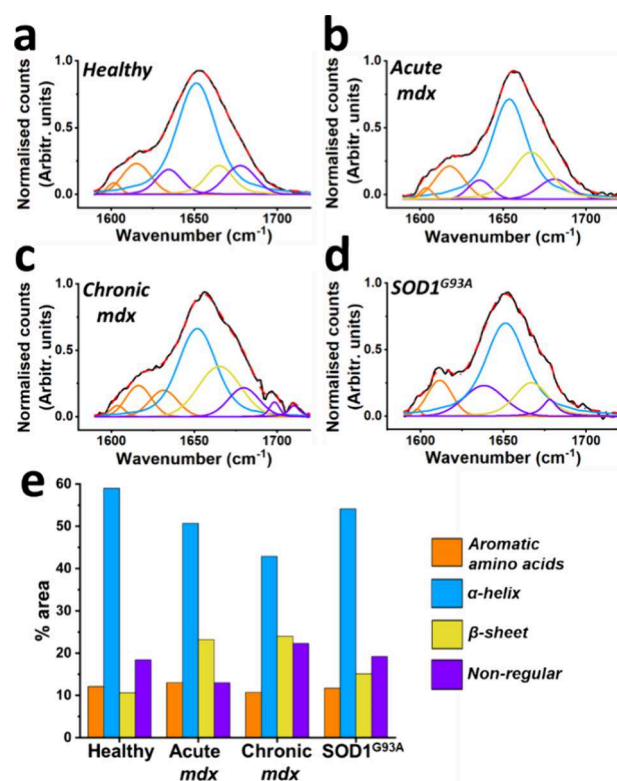 a
Healthy
Normalised counts
(Arbitr. units)
1.0
0.5
0.0
1600 1650 1700
Wavenumber (cm-1)
b
Acute
mdx
Normalised counts
(Arbitr. units)
1.0
0.5
0.0
1600 1650 1700
Wavenumber (cm-1)
c
Chronic
mdx
Normalised counts
(Arbitr. units)
1.0
0.5
0.0
1600 1650 1700
Wavenumber (cm-1)
d
SOD1G93A
Normalised counts
(Arbitr. units)
1.0
0.5
0.0
1600 1650 1700
Wavenumber (cm-1)
e
% area
60
50
40
30
20
10
0
Healthy Acute Chronic SOD1G93A
mdx mdx
Aromatic
amino acids
α-helix
β-sheet
Non-regular